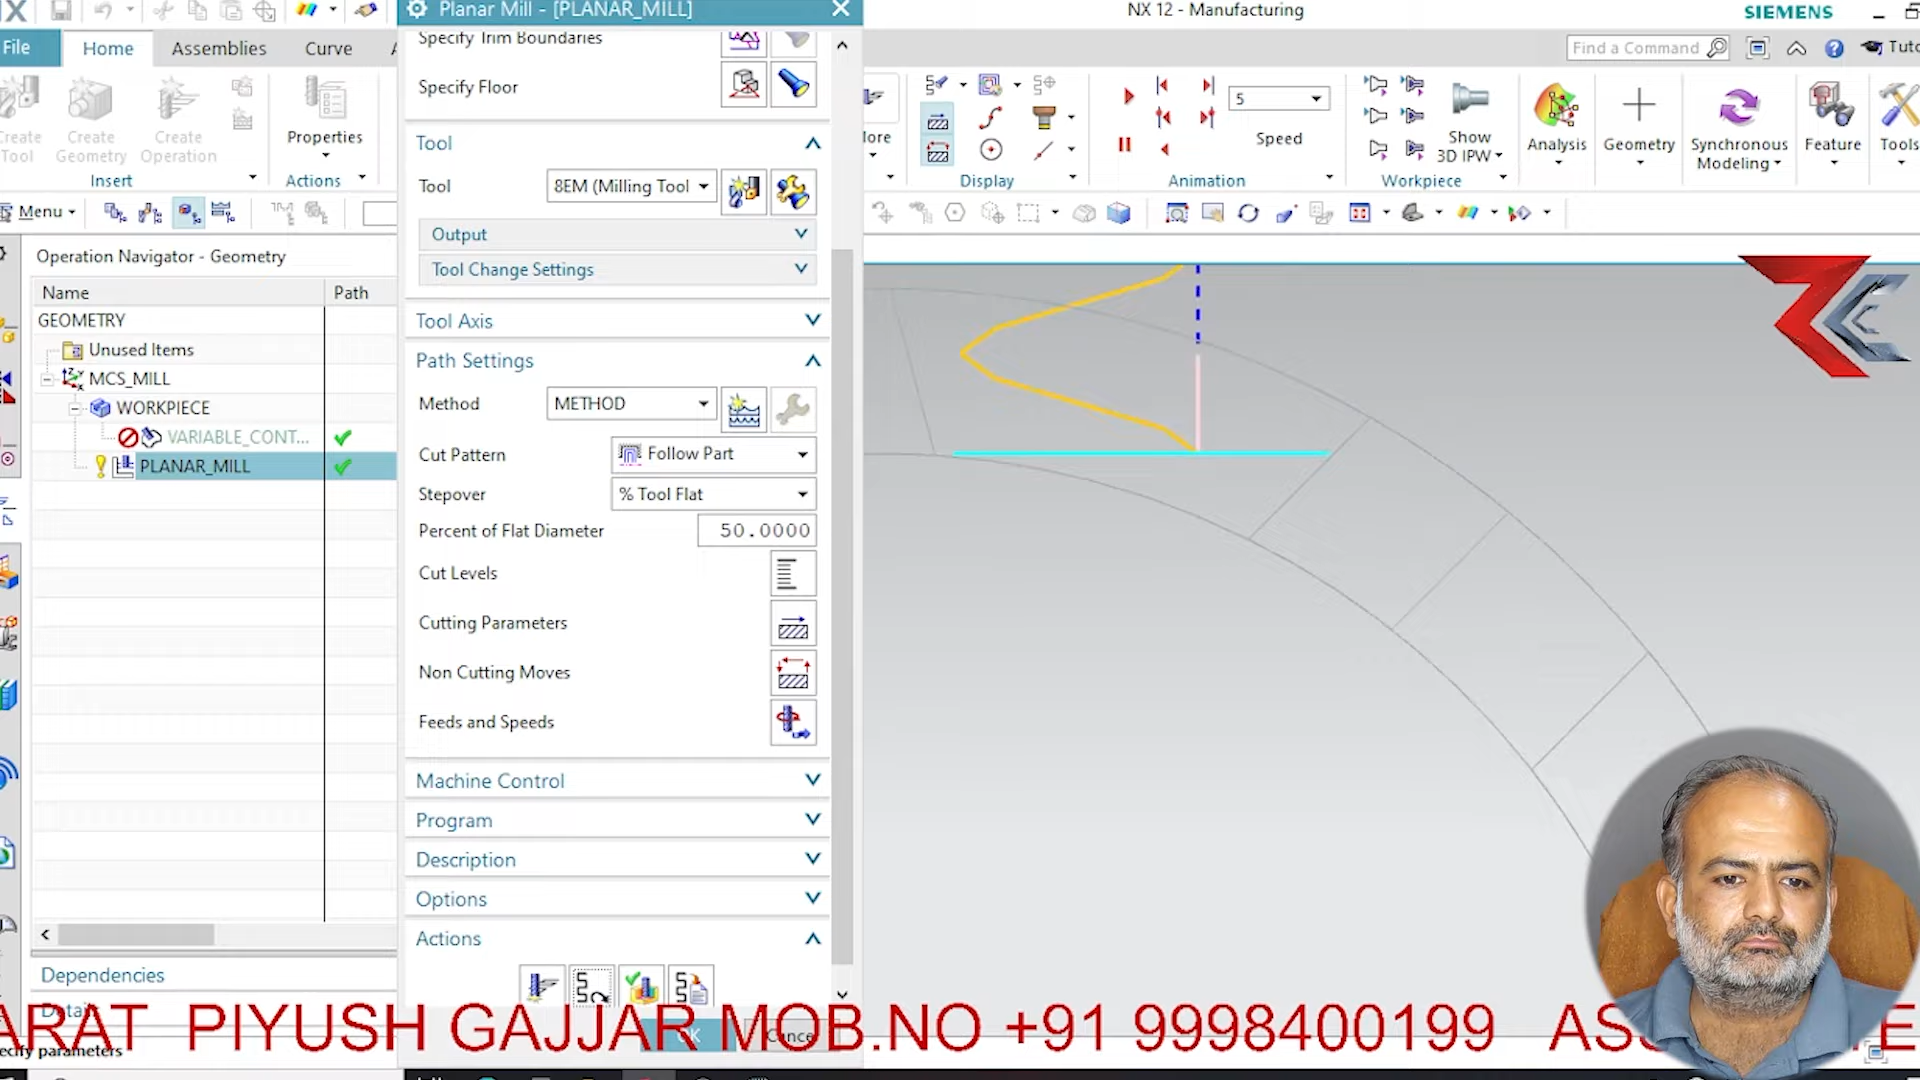 Planar Mill - [PLANAR_MILL]
NX 12 - Manufacturing
SIEMENS
File
Home
Assemblies
Curve
Find a Command
Create
Geometry
Create
Operation
Properties
Insert
Actions
Menu
Specify Trim Boundaries
Specify Floor
Tool
Tool
8EM (Milling Tool
Output
Tool Change Settings
Tool Axis
Path Settings
Method
METHOD
Cut Pattern
Follow Part
Stepover
% Tool Flat
Percent of Flat Diameter
50.0000
Cut Levels
Cutting Parameters
Non Cutting Moves
Feeds and Speeds
Machine Control
Program
Description
Options
Actions
Display
5
Speed
Animation
Show
3D IPW
Workpiece
Analysis
Geometry
Synchronous
Modeling
Feature
Tools
Operation Navigator - Geometry
Name
Path
GEOMETRY
Unused Items
MCS_MILL
WORKPIECE
VARIABLE_CONT...
PLANAR_MILL
Dependencies
PIYUSH GAJJAR MOB.NO +91 9998400199
parameters